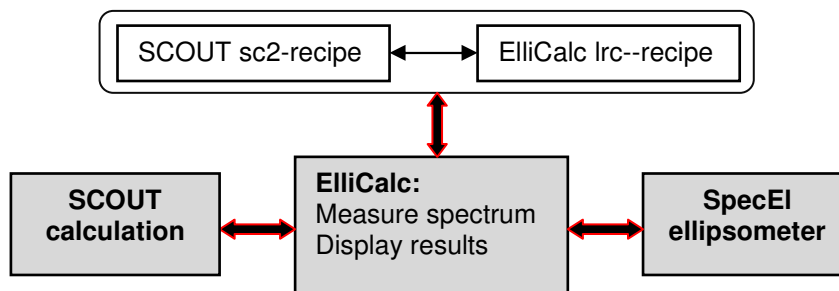 SCOUT sc2-recipe
ElliCalc lrc--recipe
SCOUT
calculation
ElliCalc:
Measure spectrum
Display results
SpecEl
ellipsometer